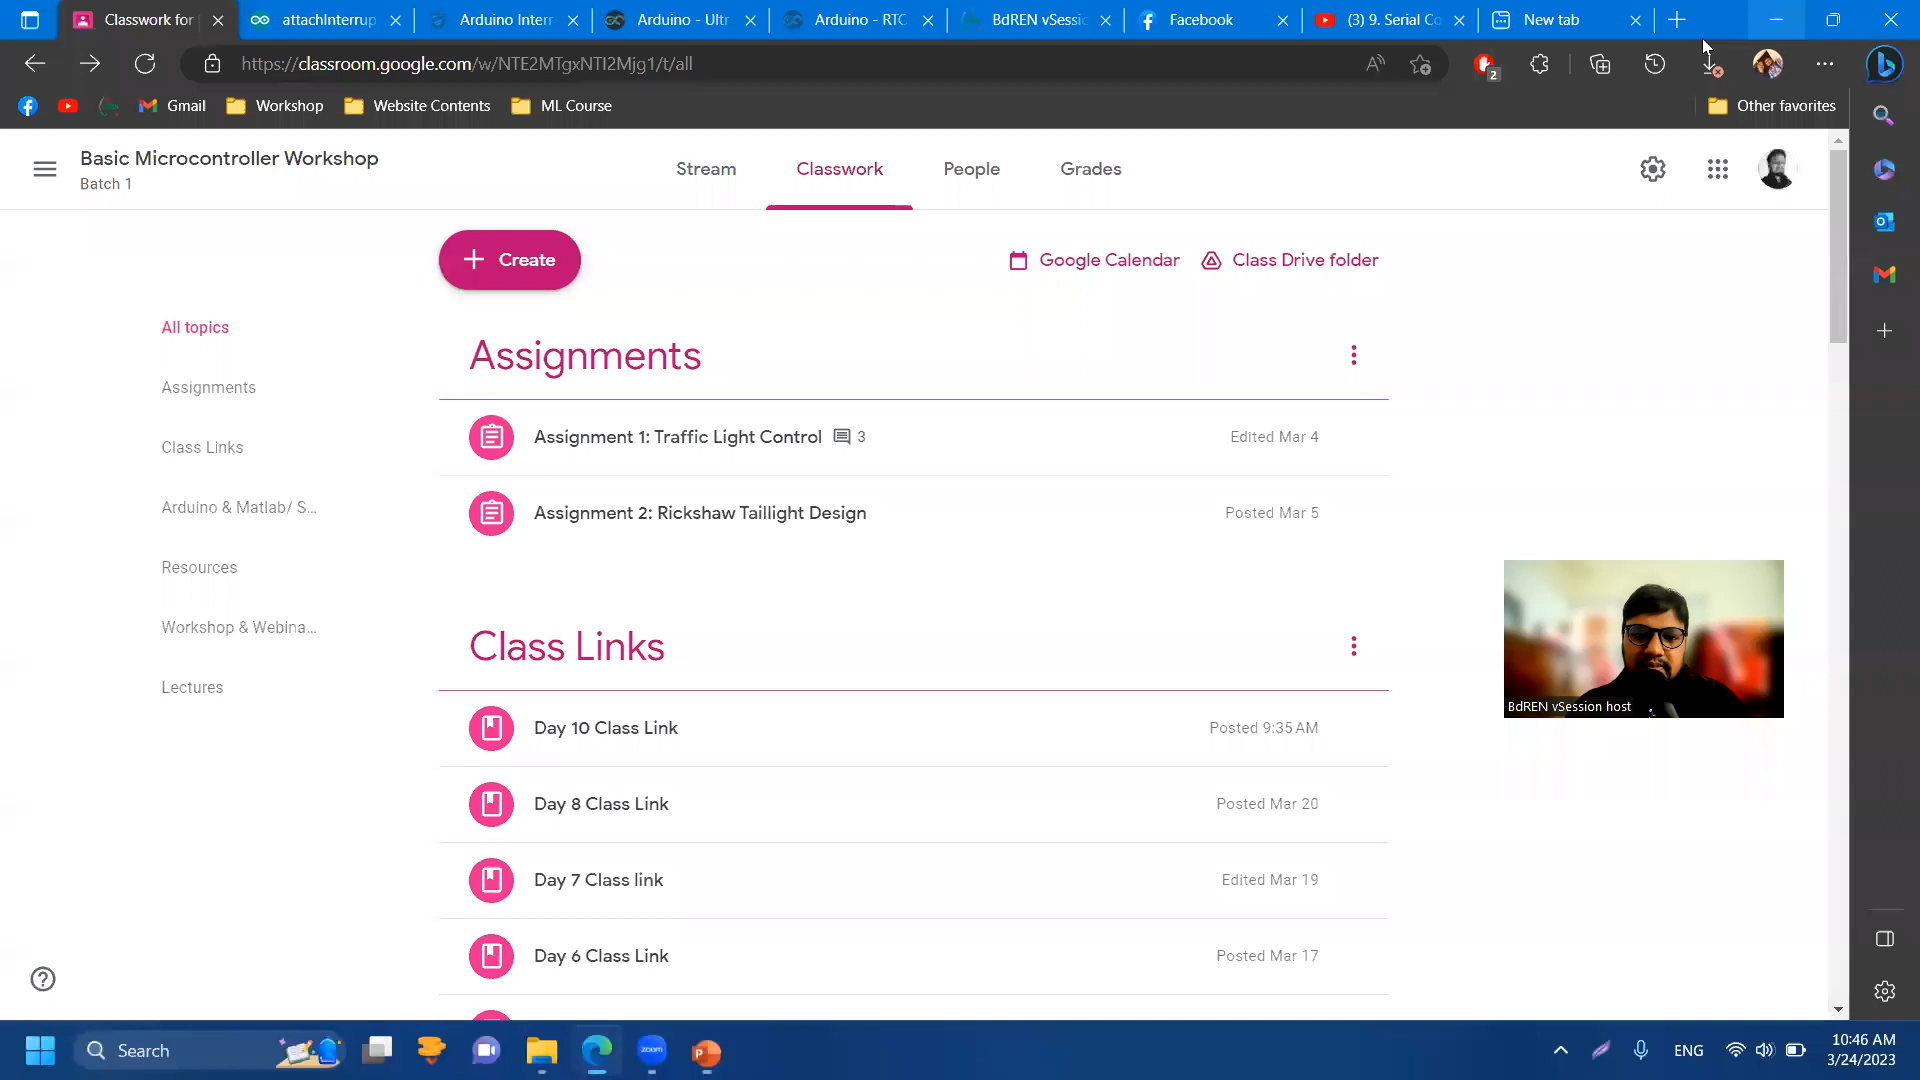 Classwork for
attachInterrup
Arduino Interr
Arduino - Ultr
Arduino - RTC
BdREN vSessic
Facebook
(3) 9. Serial Co
New tab
https://classroom.google.com/w/NTE2MTgxNTI2Mjg1/t/all
2
Gmail
Workshop
Website Contents
ML Course
Other favorites
Basic Microcontroller Workshop
Batch 1
Stream
Classwork
People
Grades
Create
Google Calendar
Class Drive folder
All topics
Assignments
Class Links
Arduino & Matlab/ S...
Resources
Workshop & Webina...
Lectures
Assignments
Assignment 1: Traffic Light Control 3
Edited Mar 4
Assignment 2: Rickshaw Taillight Design
Posted Mar 5
Class Links
Day 10 Class Link
Posted 9:35 AM
Day 8 Class Link
Posted Mar 20
Day 7 Class link
Edited Mar 19
Day 6 Class Link
Posted Mar 17
BdREN vSession host
Search
zoom
ENG
10:46 AM
3/24/2023